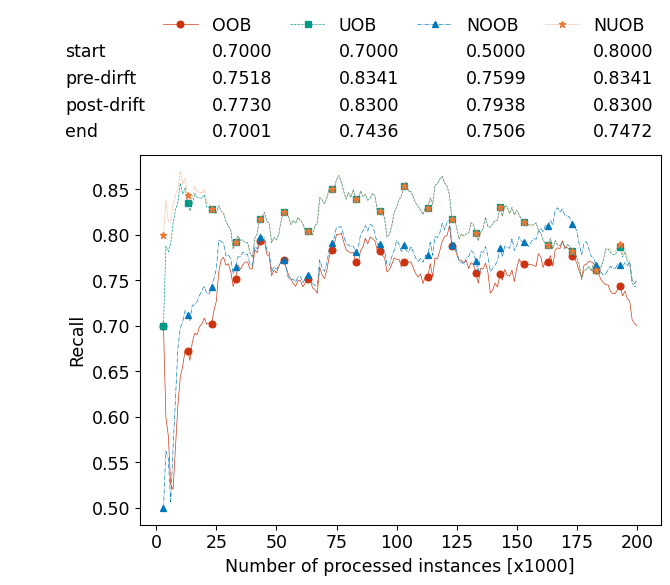 OOB UOB NOOB NUOB
start 0.7000 0.7000 0.5000 0.8000
pre-dirft 0.7518 0.8341 0.7599 0.8341
post-drift 0.7730 0.8300 0.7938 0.8300
end 0.7001 0.7436 0.7506 0.7472
Recall
0.85
0.80
0.75
0.70
0.65
0.60
0.55
0.50
0 25 50 75 100 125 150 175 200
Number of processed instances [x1000]